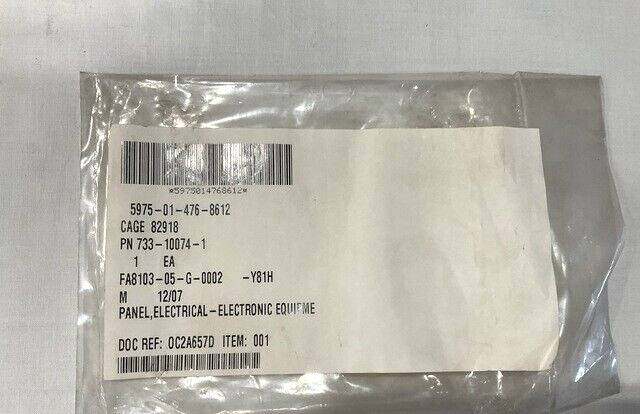 *5975014768612*
5975-01-476-8612
CAGE 82918
PN 733-10074-1
1 EA
FA8103-05-G-0002 -Y81H
M 12/07
PANEL,ELECTRICAL-ELECTRONIC EQUIEME
DOC REF: OC2A657D ITEM: 001